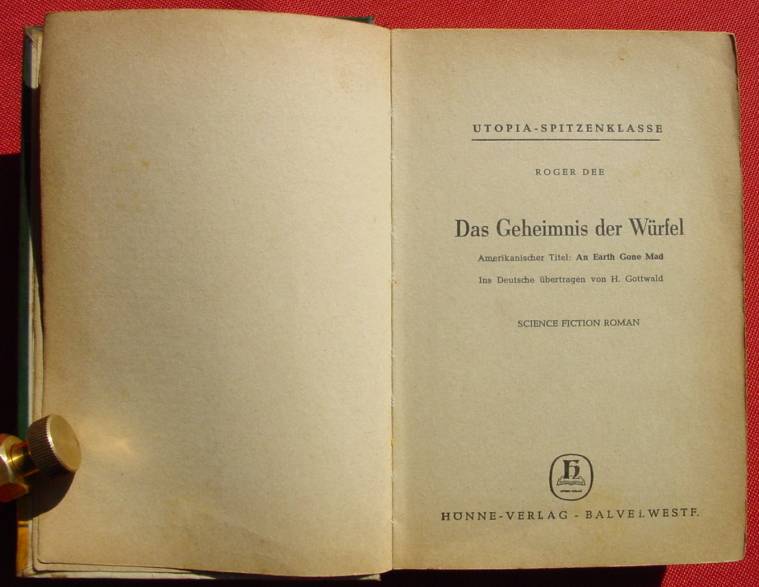 UTOPIA-SPITZENKLASSE
ROGER DEE
Das Geheimnis der Würfel
Amerikanischer Titel: An Earth Gone Mad
Ins Deutsche übertragen von H. Gottwald
SCIENCE FICTION ROMAN
HÖNNE-VERLAG - BALVE i. WESTF.